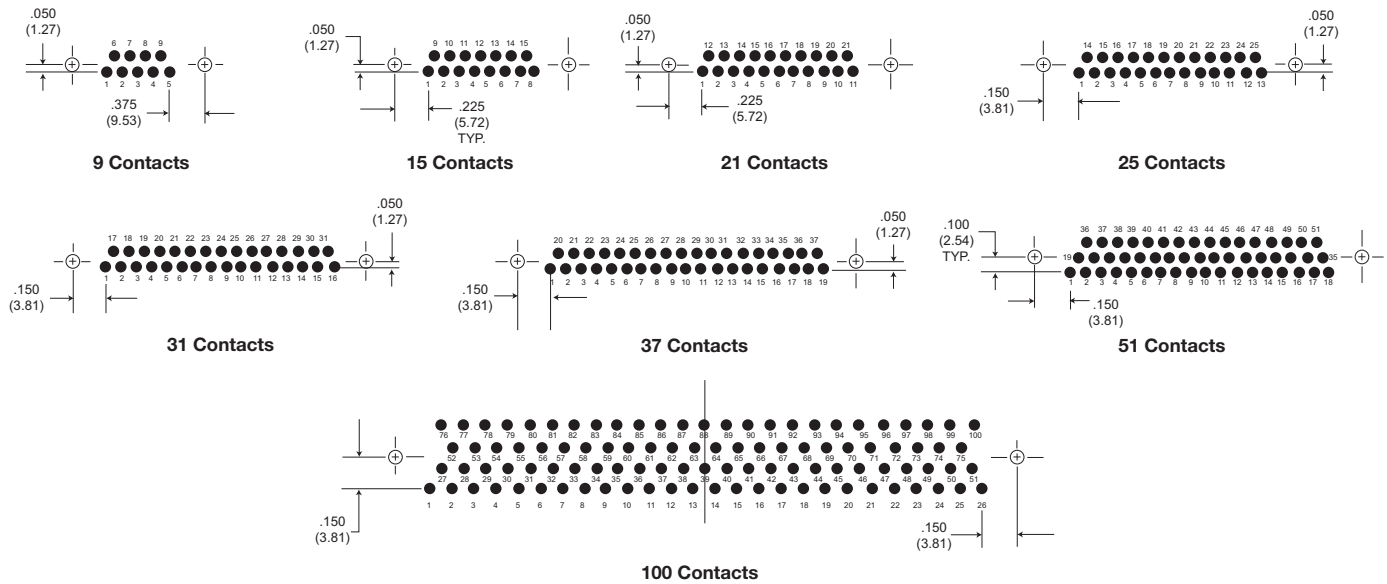 .050
(1.27)
6 7 8 9
1 2 3 4 5
.375
(9.53)
9 Contacts
.050
(1.27)
9 10 11 12 13 14 15
1 2 3 4 5 6 7 8
.225
(5.72)
TYP.
15 Contacts
.050
(1.27)
12 13 14 15 16 17 18 19 20 21
1 2 3 4 5 6 7 8 9 10 11
.225
(5.72)
21 Contacts
.050
(1.27)
14 15 16 17 18 19 20 21 22 23 24 25
1 2 3 4 5 6 7 8 9 10 11 12 13
.150
(3.81)
25 Contacts
.050
(1.27)
17 18 19 20 21 22 23 24 25 26 27 28 29 30 31
1 2 3 4 5 6 7 8 9 10 11 12 13 14 15 16
.150
(3.81)
31 Contacts
.050
(1.27)
20 21 22 23 24 25 26 27 28 29 30 31 32 33 34 35 36 37
1 2 3 4 5 6 7 8 9 10 11 12 13 14 15 16 17 18 19
.150
(3.81)
37 Contacts
.100
(2.54)
TYP.
36 37 38 39 40 41 42 43 44 45 46 47 48 49 50 51
19 35
1 2 3 4 5 6 7 8 9 10 11 12 13 14 15 16 17 18
.150
(3.81)
51 Contacts
76 77 78 79 80 81 82 83 84 85 86 87 88 89 90 91 92 93 94 95 96 97 98 99 100
52 53 54 55 56 57 58 59 60 61 62 63 64 65 66 67 68 69 70 71 72 73 74 75
27 28 29 30 31 32 33 34 35 36 37 38 39 40 41 42 43 44 45 46 47 48 49 50 51
1 2 3 4 5 6 7 8 9 10 11 12 13 14 15 16 17 18 19 20 21 22 23 24 25 26
.150
(3.81)
.150
(3.81)
100 Contacts